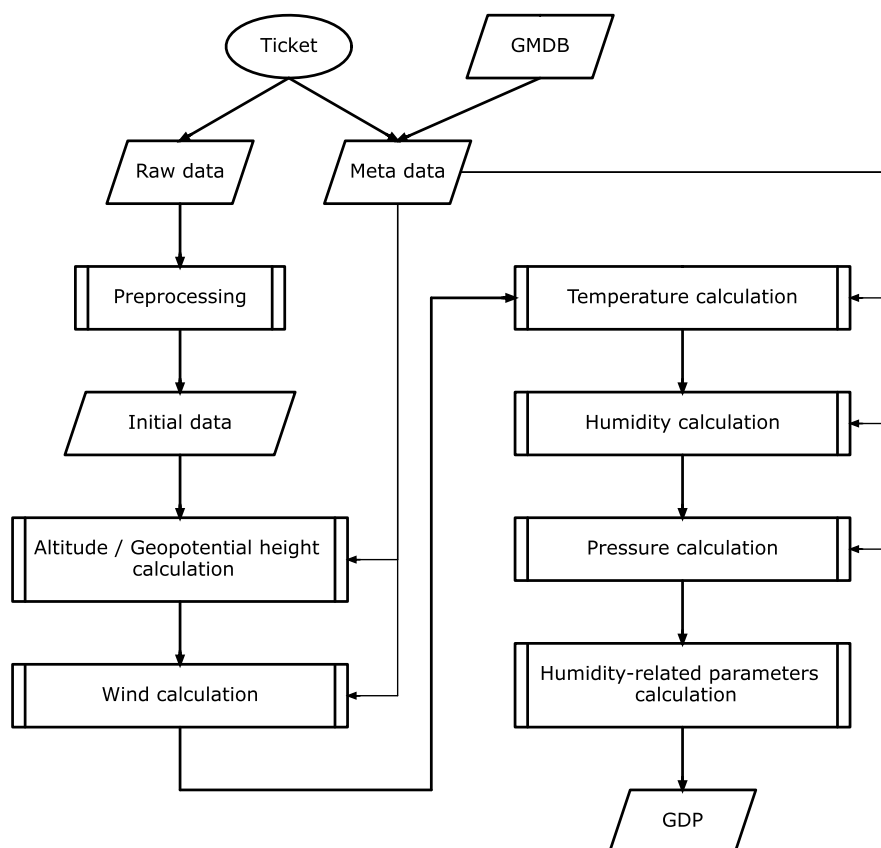 Ticket
GMDB
Raw data
Meta data
Preprocessing
Initial data
Altitude / Geopotential height
calculation
Wind calculation
Temperature calculation
Humidity calculation
Pressure calculation
Humidity-related parameters
calculation
GDP